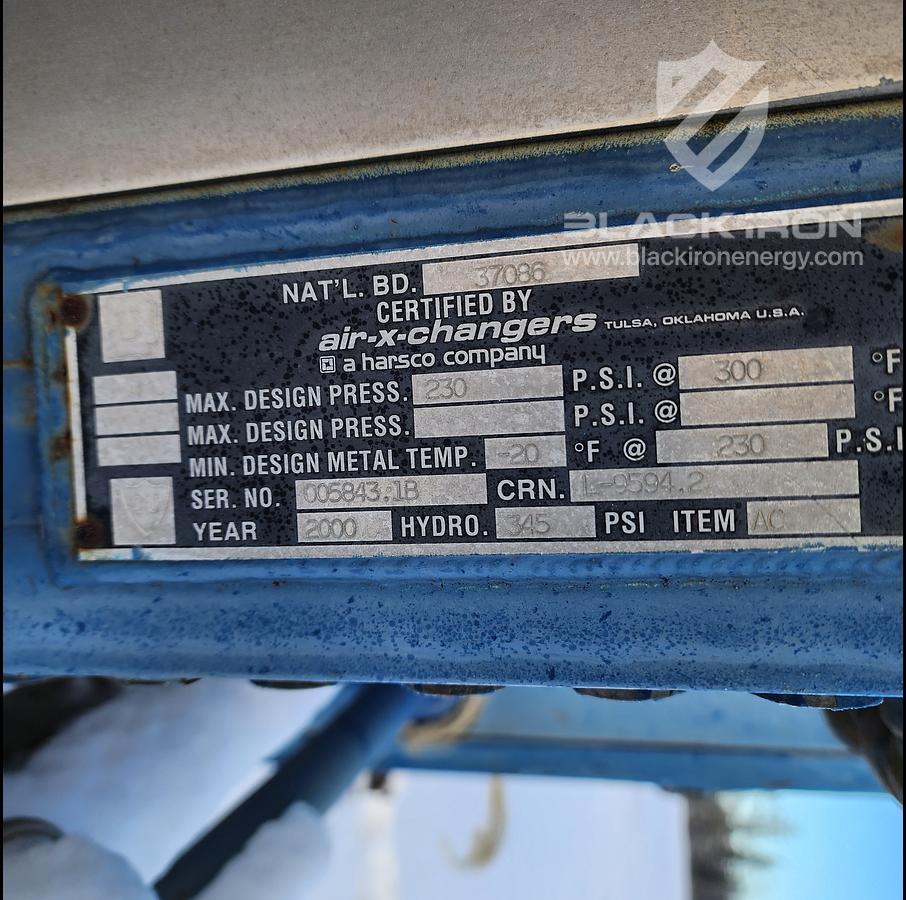 BLACK IRON
www.blackironenergy.com
NAT'L. BD. 37086
CERTIFIED BY
air-x-changers TULSA, OKLAHOMA U.S.A.
a harsco company
MAX. DESIGN PRESS. 230 P.S.I. @ 300 °F
MAX. DESIGN PRESS. P.S.I. @ °F
MIN. DESIGN METAL TEMP. -20 °F @ 230 P.S.I
SER. NO. 005843.1B CRN. L-9594.2
YEAR 2000 HYDRO. 345 PSI ITEM AC